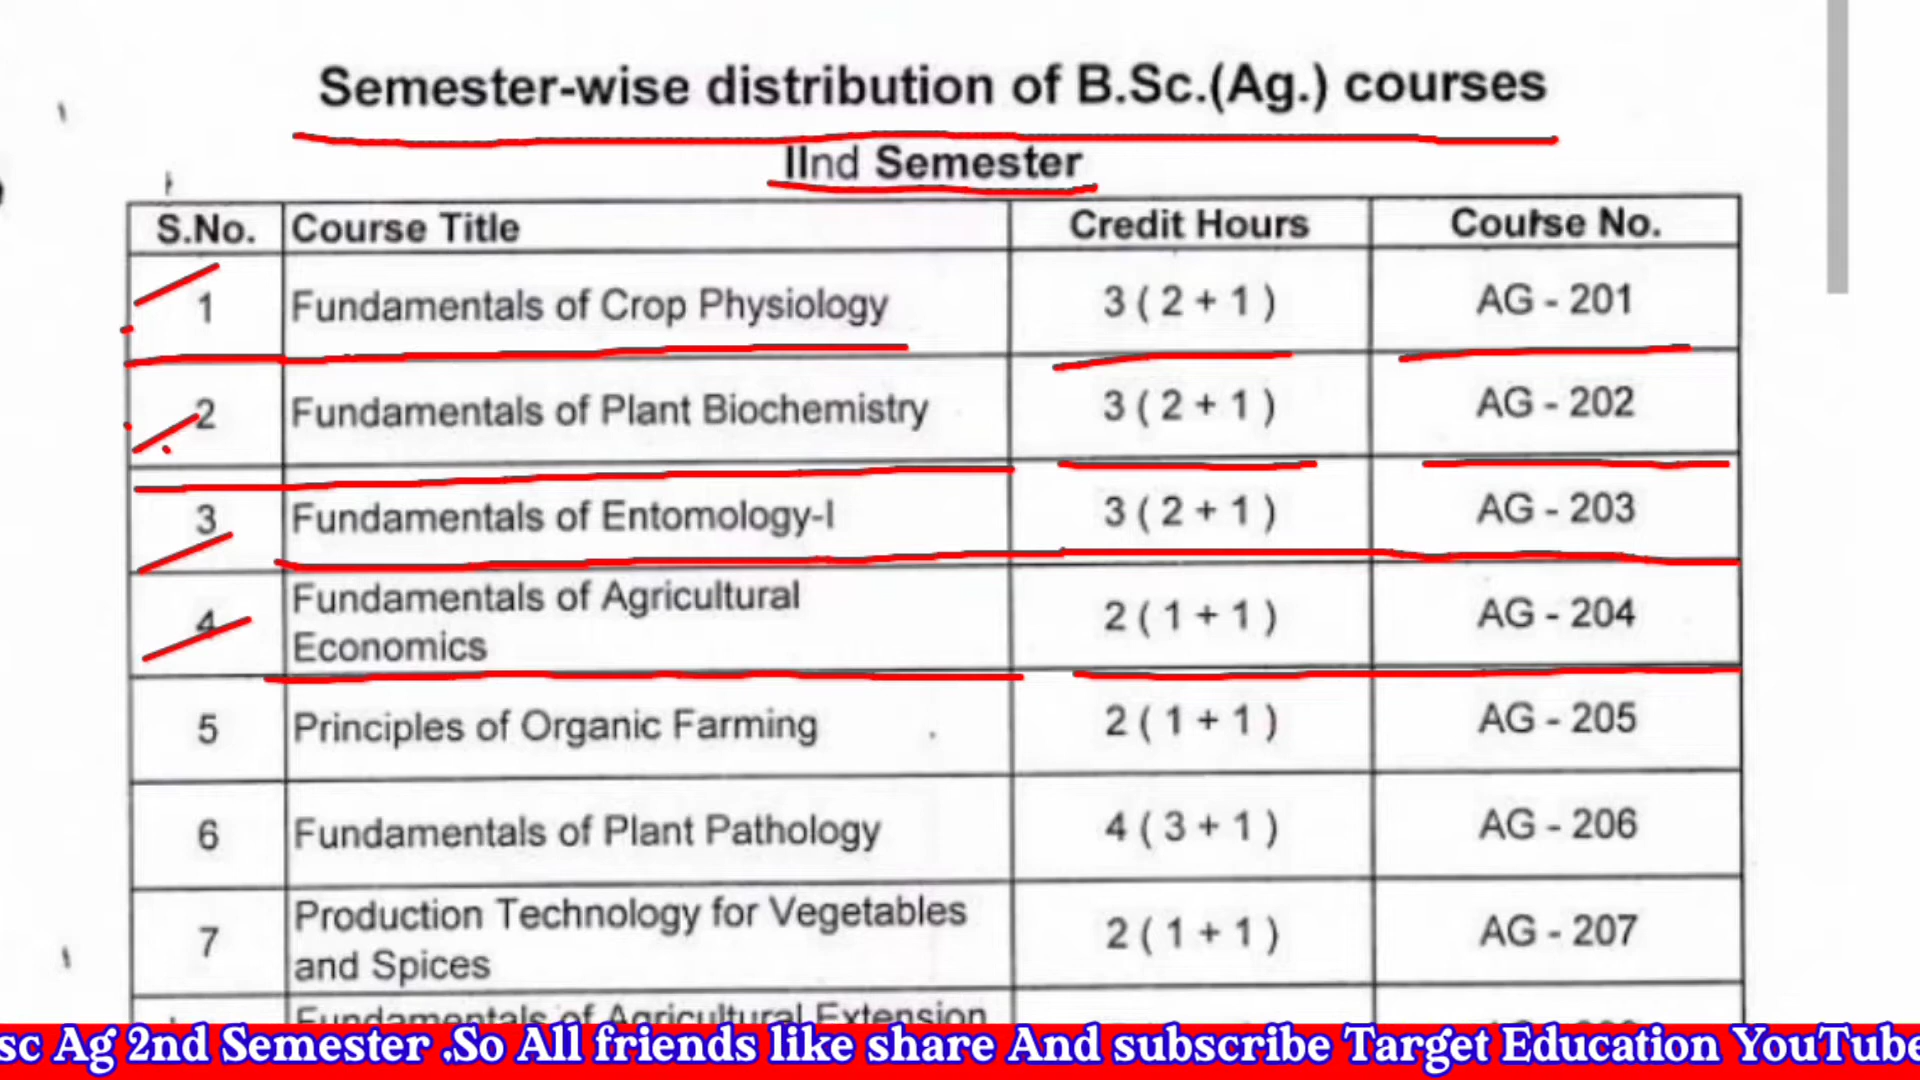 Semester-wise distribution of B.Sc.(Ag.) courses
IInd Semester
S.No. Course Title Credit Hours Course No.
1 Fundamentals of Crop Physiology 3 ( 2 + 1 ) AG - 201
2 Fundamentals of Plant Biochemistry 3 ( 2 + 1 ) AG - 202
3 Fundamentals of Entomology-I 3 ( 2 + 1 ) AG - 203
4 Fundamentals of Agricultural
Economics 2 ( 1 + 1 ) AG - 204
5 Principles of Organic Farming 2 ( 1 + 1 ) AG - 205
6 Fundamentals of Plant Pathology 4 ( 3 + 1 ) AG - 206
7 Production Technology for Vegetables
and Spices 2 ( 1 + 1 ) AG - 207
Fundamentals of Agricultural Extension
sc Ag 2nd Semester .So All friends like share And subscribe Target Education YouTube